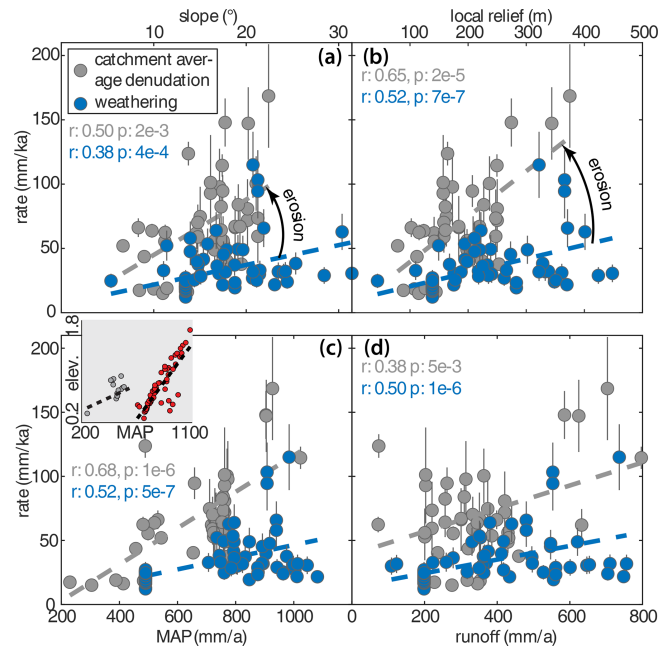 slope (°)
local relief (m)
10 20 30
0 100 200 300 400 500
(a)
(b)
catchment aver-
age denudation
weathering
r: 0.50 p: 2e-3
r: 0.38 p: 4e-4
r: 0.65, p: 2e-5
r: 0.52, p: 7e-7
erosion
erosion
rate (mm/ka)
200
150
100
50
0
(c)
(d)
1.8
elev.
0.2
200 MAP 1100
r: 0.68, p: 1e-6
r: 0.52, p: 5e-7
r: 0.38 p: 5e-3
r: 0.50 p: 1e-6
rate (mm/ka)
200
150
100
50
0
200 400 600 800 1000
0 200 400 600 800
MAP (mm/a)
runoff (mm/a)